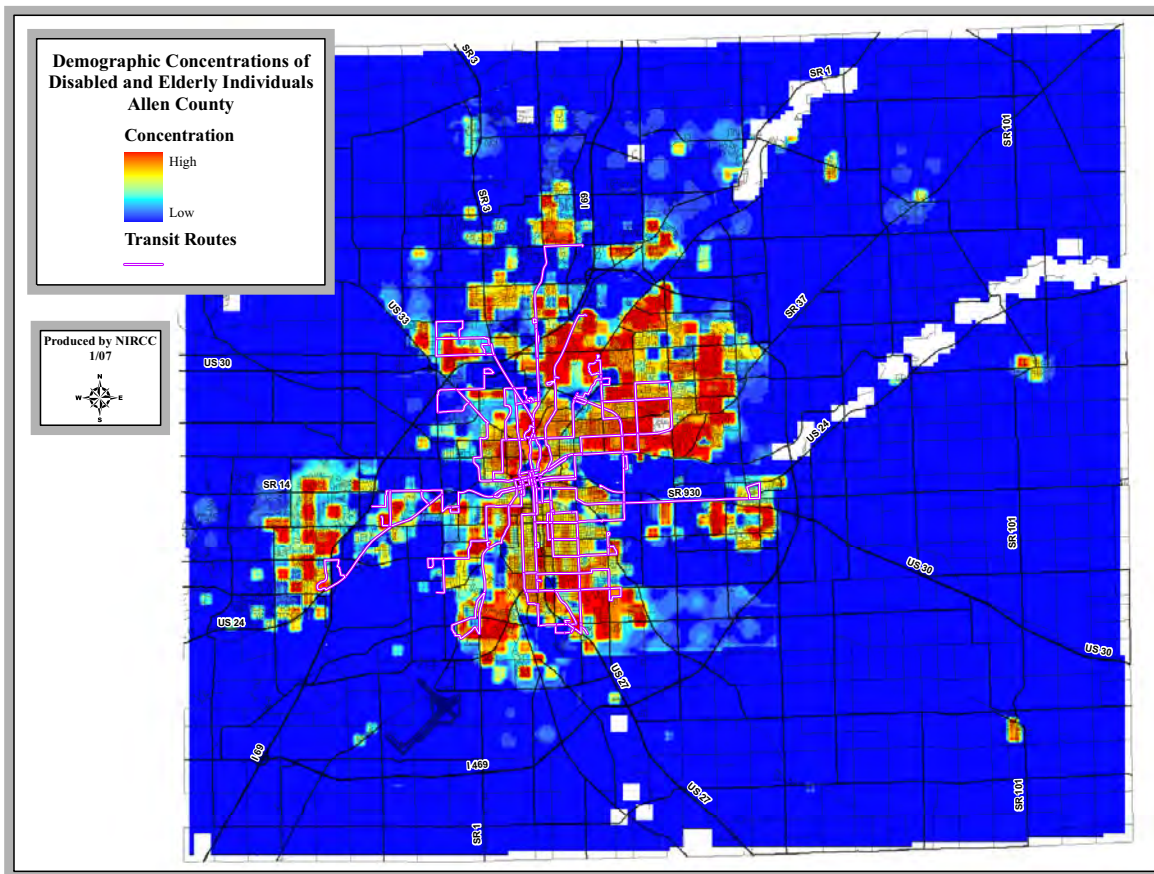 Demographic Concentrations of
Disabled and Elderly Individuals
Allen County
Concentration
High
Low
Transit Routes
Produced by NIRCC
1/07
N
W E
S
SR 3
SR 1
SR 101
SR 3
I 69
SR 37
US 33
US 30
US 24
SR 14
SR 930
SR 101
US 30
US 24
US 30
US 27
I 69
I 469
US 27
SR 1
SR 101